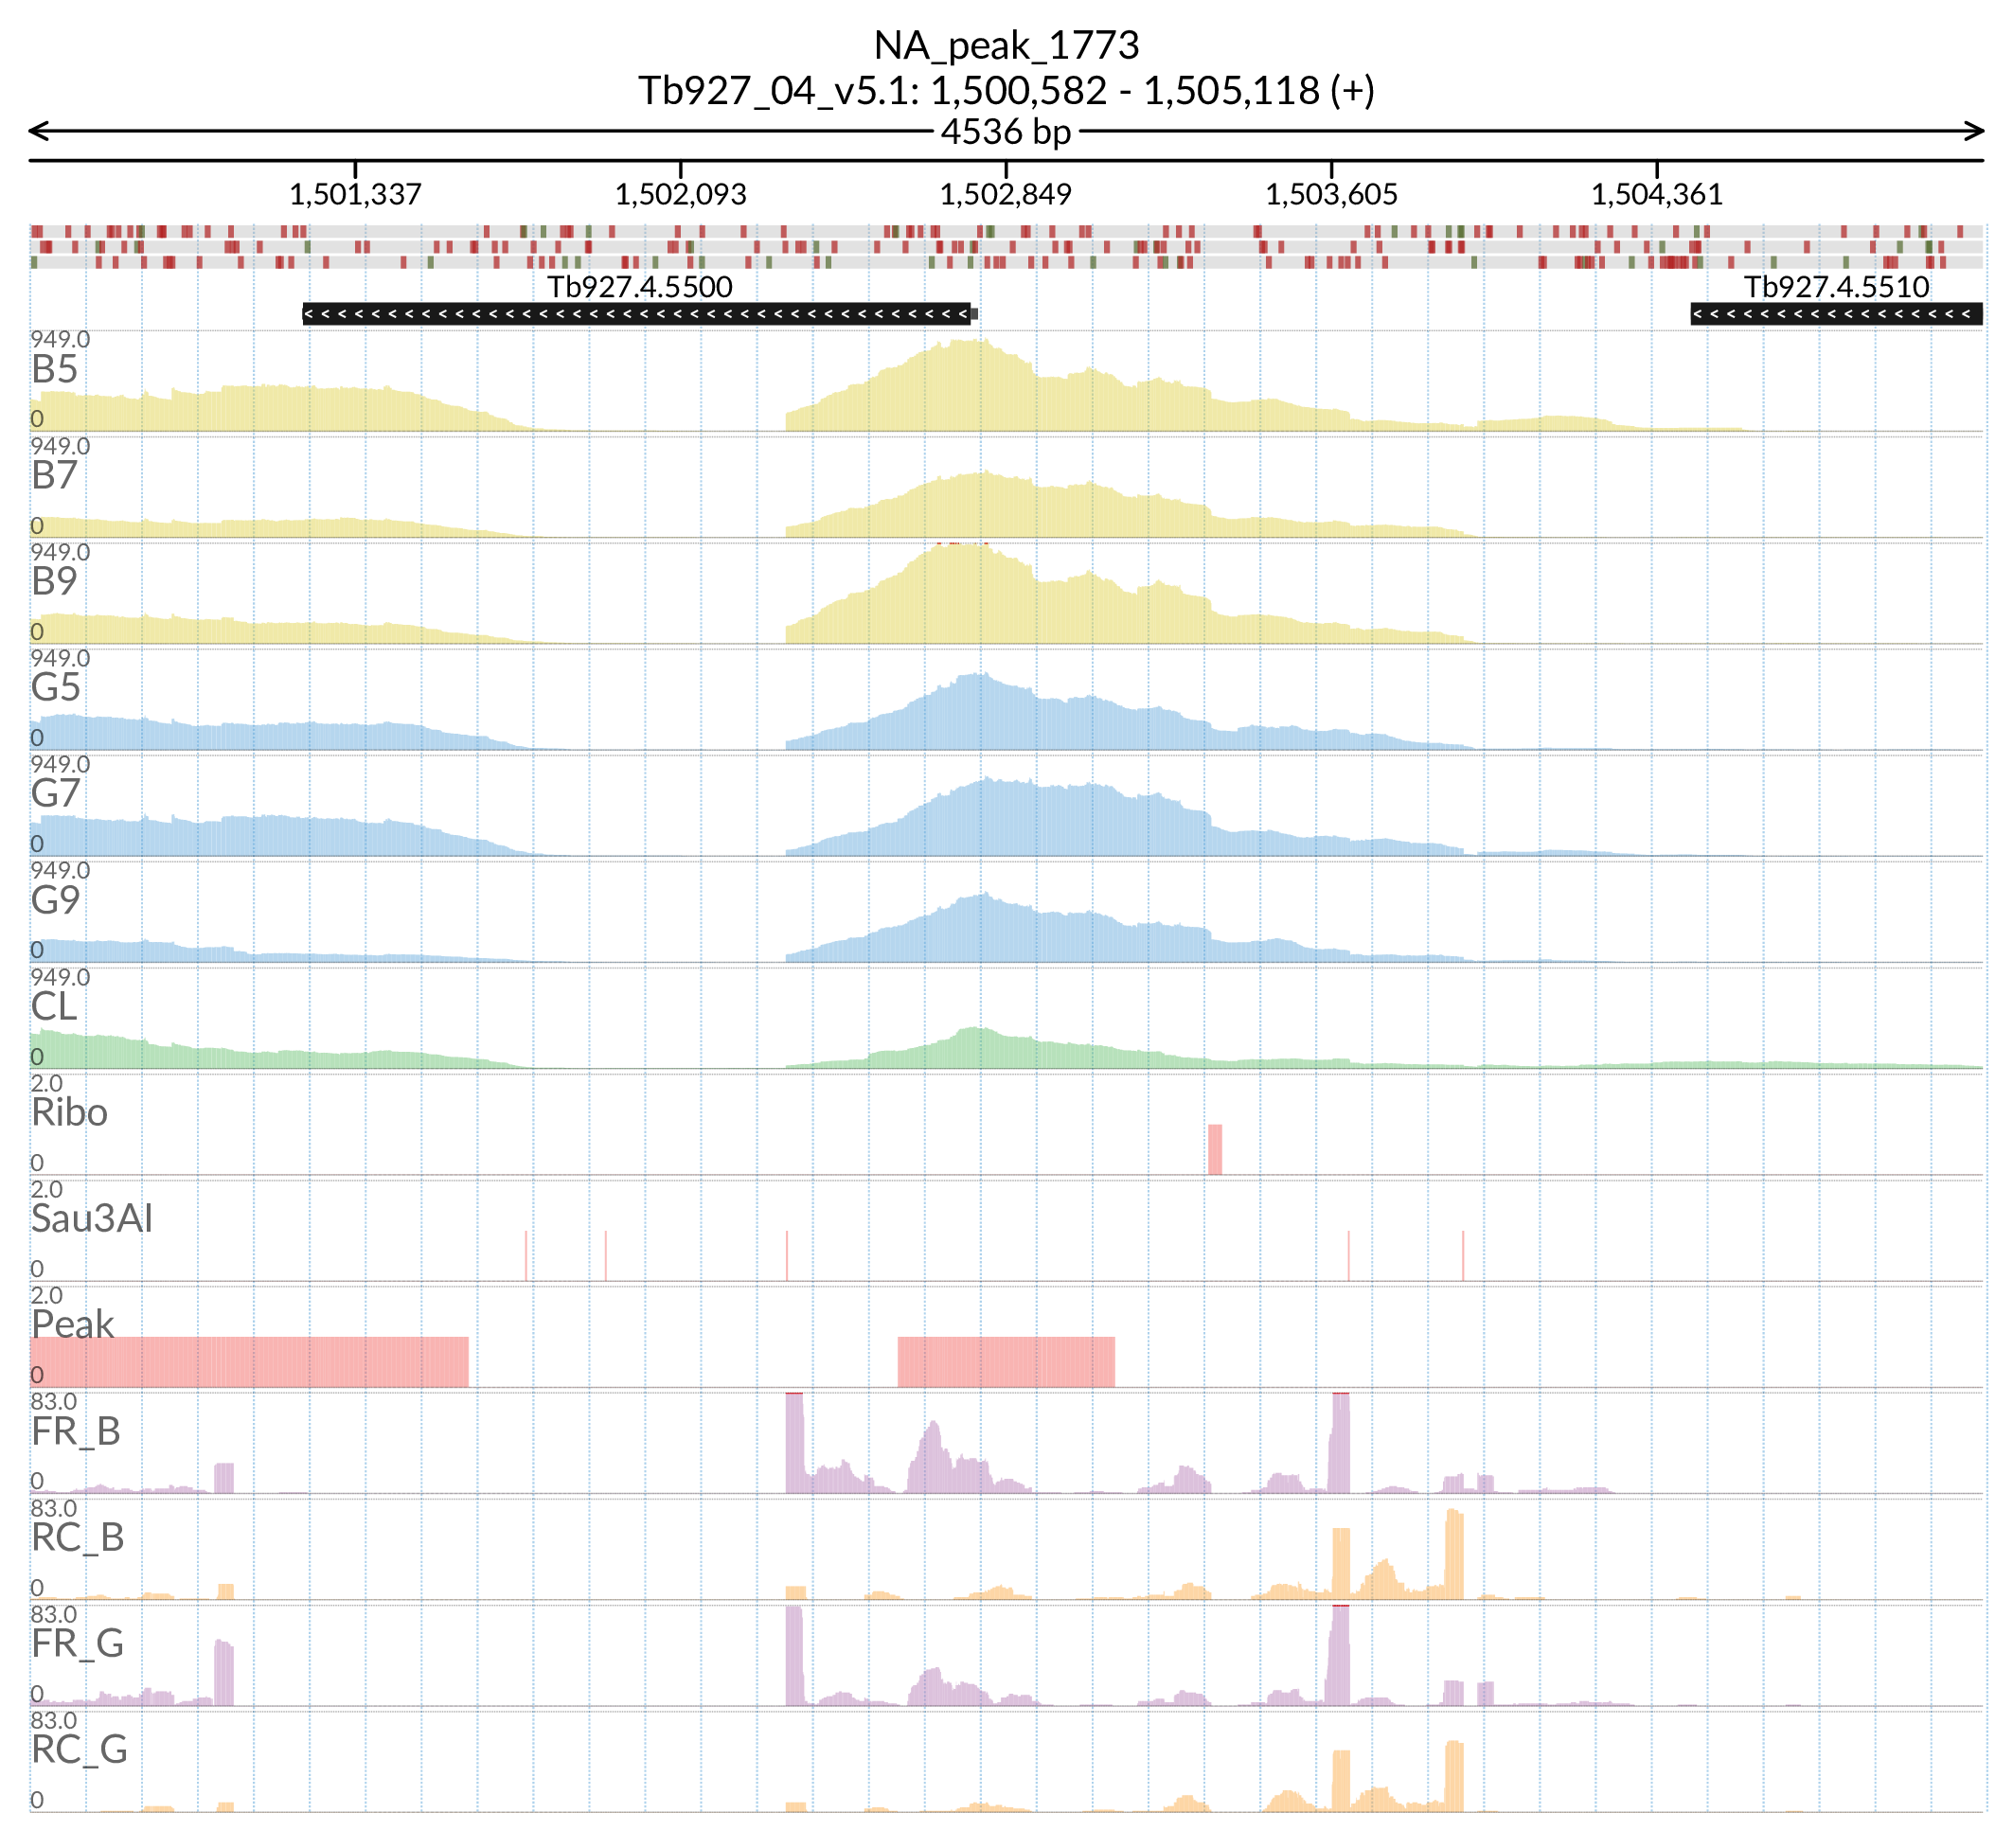 NA_peak_1773
Tb927_04_v5.1: 1,500,582 - 1,505,118 (+)
4536 bp
1,501,337 1,502,093 1,502,849 1,503,605 1,504,361
Tb927.4.5500 Tb927.4.5510
949.0
B5
0
949.0
B7
0
949.0
B9
0
949.0
G5
0
949.0
G7
0
949.0
G9
0
949.0
CL
0
2.0
Ribo
0
2.0
Sau3AI
0
2.0
Peak
0
83.0
FR_B
0
83.0
RC_B
0
83.0
FR_G
0
83.0
RC_G
0